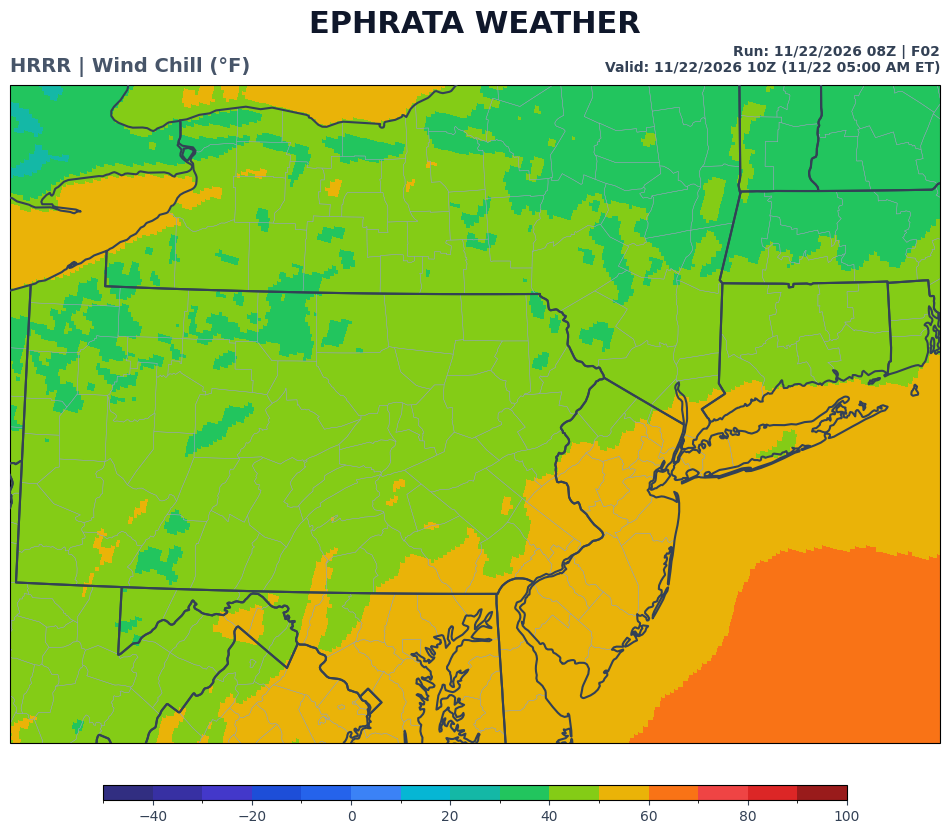 EPHRATA WEATHER
HRRR | Wind Chill (°F)
Run: 11/22/2026 08Z | F02
Valid: 11/22/2026 10Z (11/22 05:00 AM ET)
−40 −20 0 20 40 60 80 100